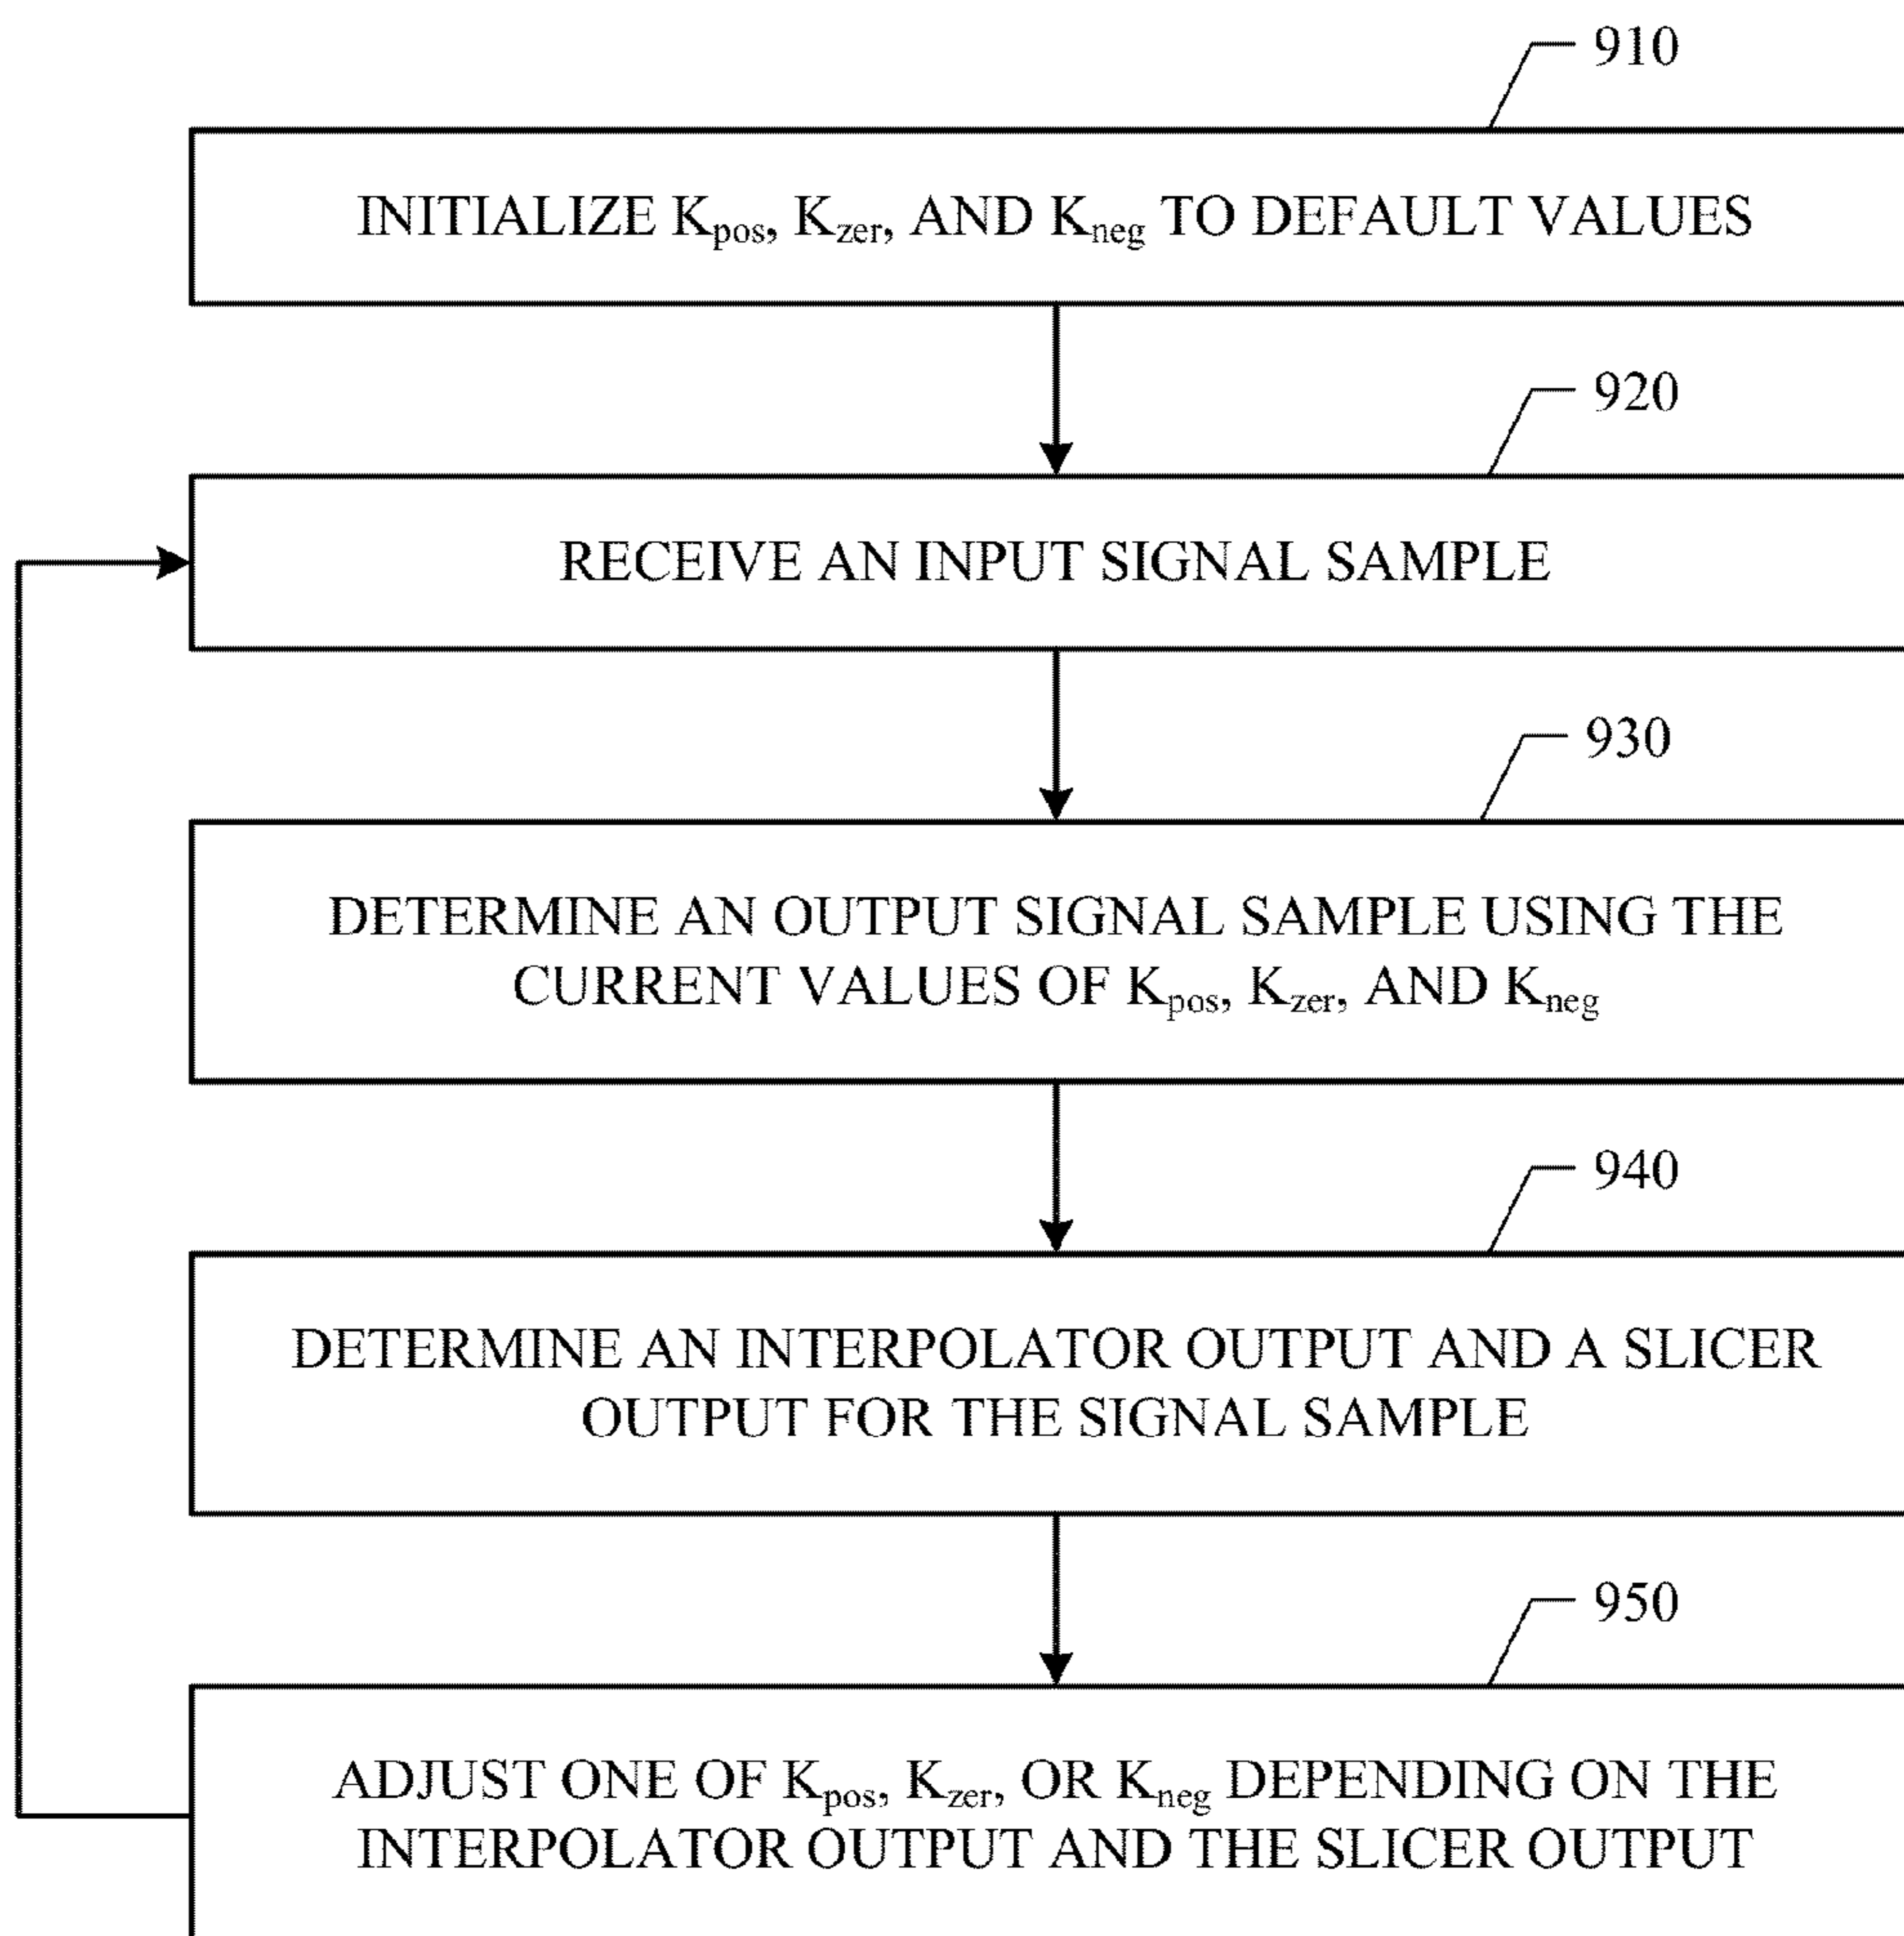 910
INITIALIZE Kpos, Kzer, AND Kneg TO DEFAULT VALUES
920
RECEIVE AN INPUT SIGNAL SAMPLE
930
DETERMINE AN OUTPUT SIGNAL SAMPLE USING THE
CURRENT VALUES OF Kpos, Kzer, AND Kneg
940
DETERMINE AN INTERPOLATOR OUTPUT AND A SLICER
OUTPUT FOR THE SIGNAL SAMPLE
950
ADJUST ONE OF Kpos, Kzer, OR Kneg DEPENDING ON THE
INTERPOLATOR OUTPUT AND THE SLICER OUTPUT